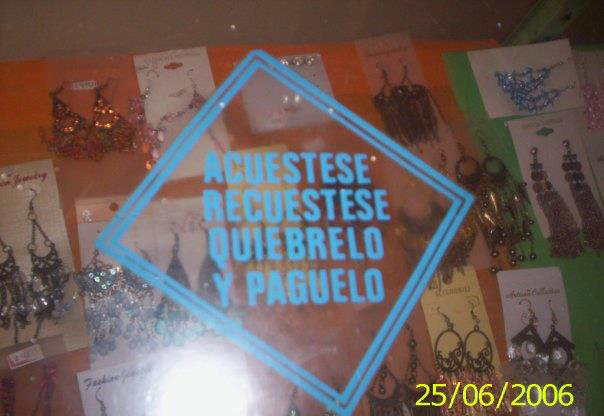 ACUESTESE
RECUESTESE
QUIEBRELO
Y PAGUELO
25/06/2006